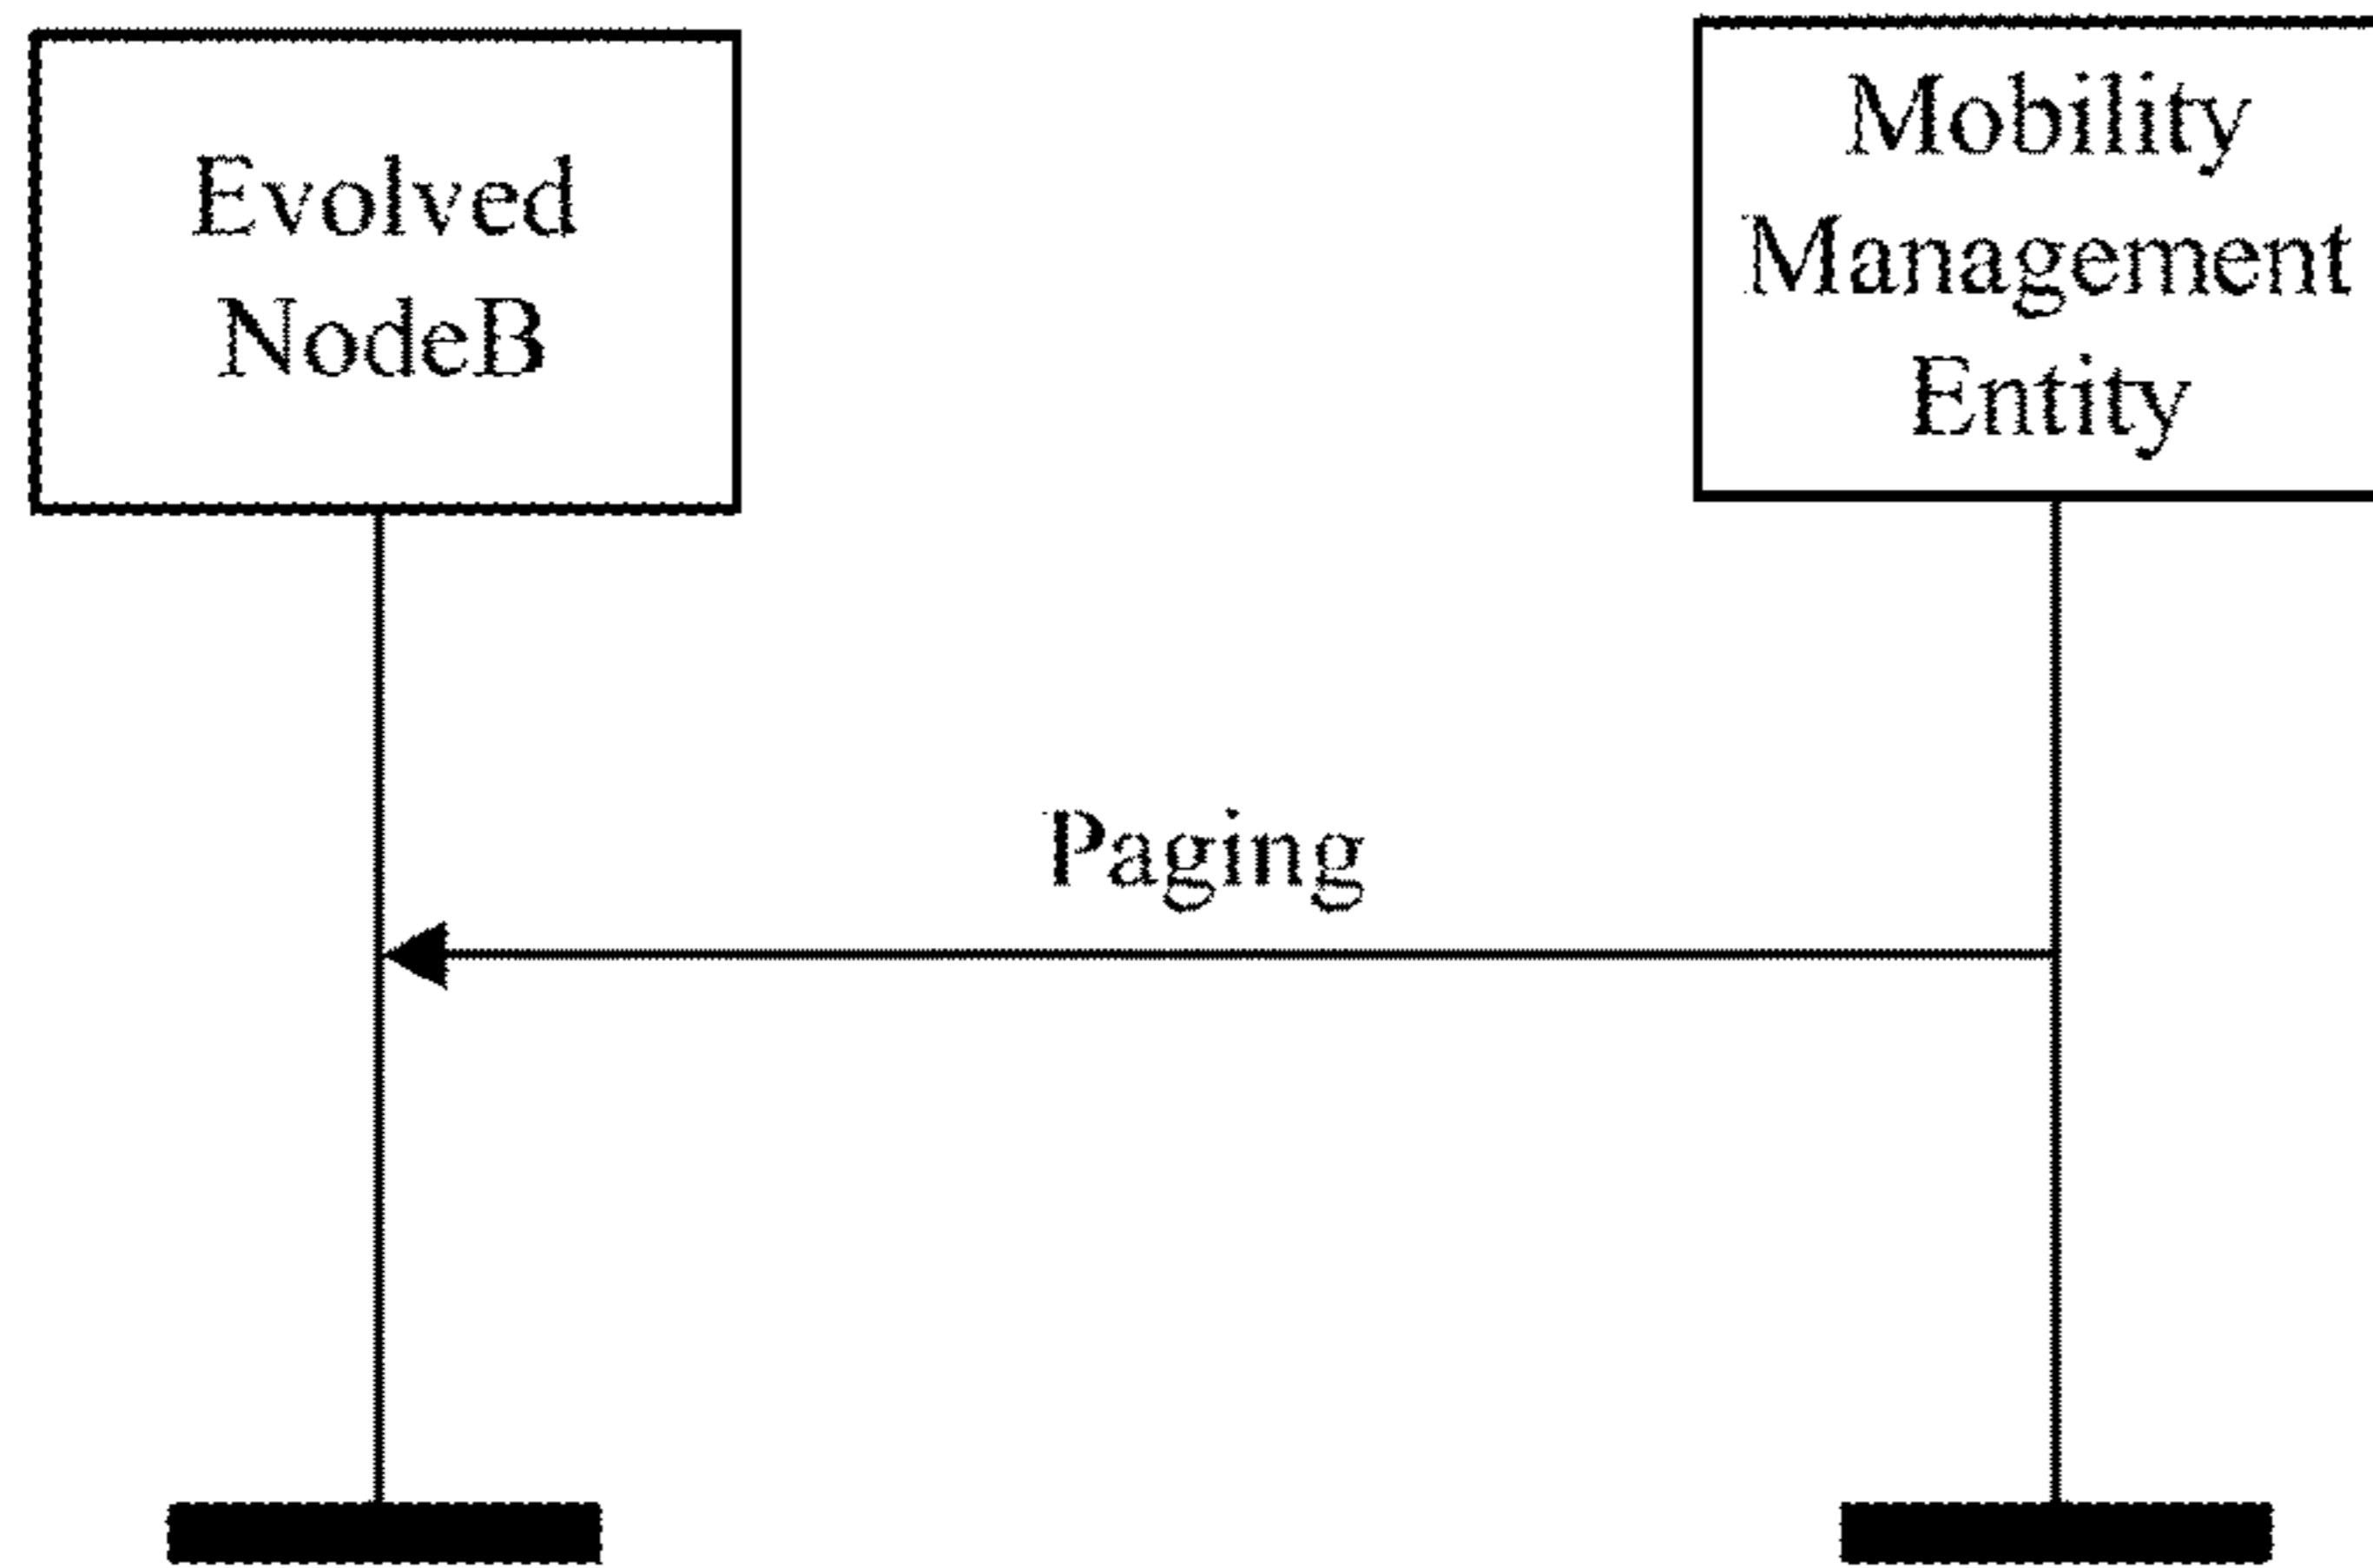 Evolved
NodeB
Mobility
Management
Entity
Paging